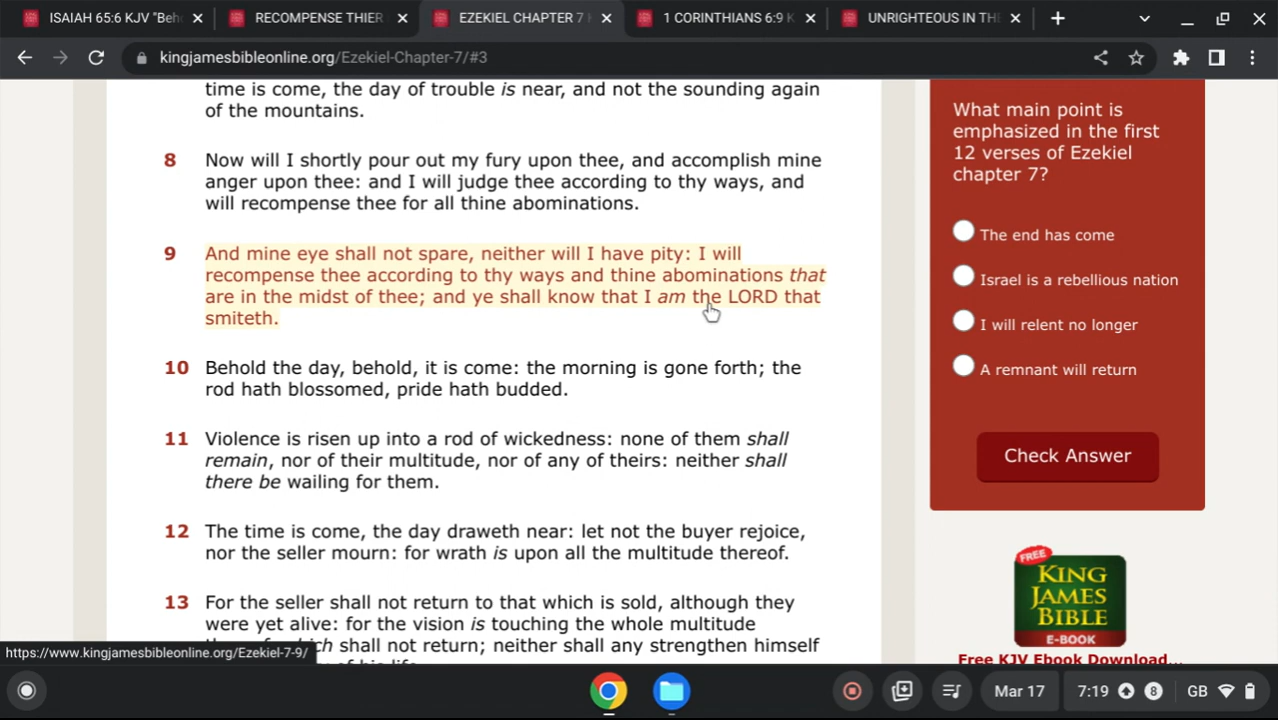 ISAIAH 65:6 KJV "Beh
RECOMPENSE THIER
EZEKIEL CHAPTER 7
1 CORINTHIANS 6:9 K
UNRIGHTEOUS IN TH
kingjamesbibleonline.org/Ezekiel-Chapter-7/#3
time is come, the day of trouble is near, and not the sounding again
of the mountains.
8 Now will I shortly pour out my fury upon thee, and accomplish mine
anger upon thee: and I will judge thee according to thy ways, and
will recompense thee for all thine abominations.
9 And mine eye shall not spare, neither will I have pity: I will
recompense thee according to thy ways and thine abominations that
are in the midst of thee; and ye shall know that I am the LORD that
smiteth.
10 Behold the day, behold, it is come: the morning is gone forth; the
rod hath blossomed, pride hath budded.
11 Violence is risen up into a rod of wickedness: none of them shall
remain, nor of their multitude, nor of any of theirs: neither shall
there be wailing for them.
12 The time is come, the day draweth near: let not the buyer rejoice,
nor the seller mourn: for wrath is upon all the multitude thereof.
13 For the seller shall not return to that which is sold, although they
were yet alive: for the vision is touching the whole multitude
shall not return; neither shall any strengthen himself
of his life
https://www.kingjamesbibleonline.org/Ezekiel-7-9/
What main point is
emphasized in the first
12 verses of Ezekiel
chapter 7?
The end has come
Israel is a rebellious nation
I will relent no longer
A remnant will return
Check Answer
FREE
KING
JAMES
BIBLE
E-BOOK
Free KJV Ebook Download...
Mar 17
7:19
8
GB